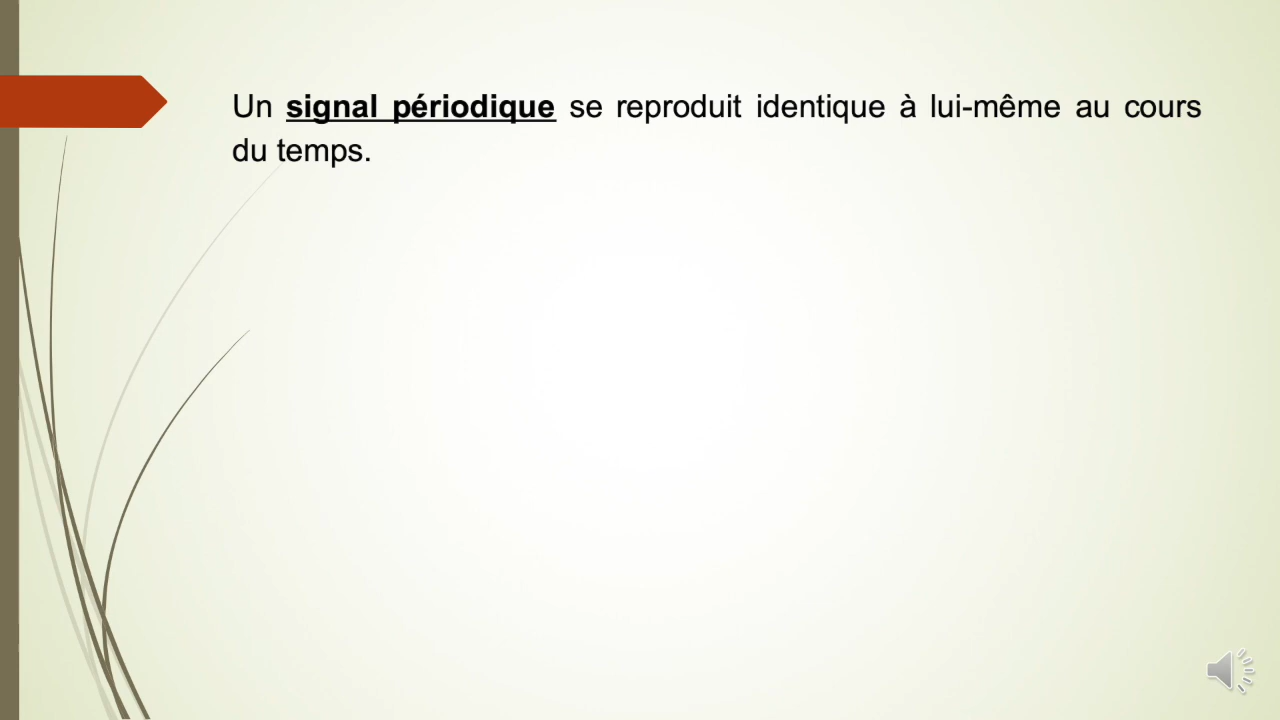 Un signal périodique se reproduit identique à lui-même au cours
du temps.